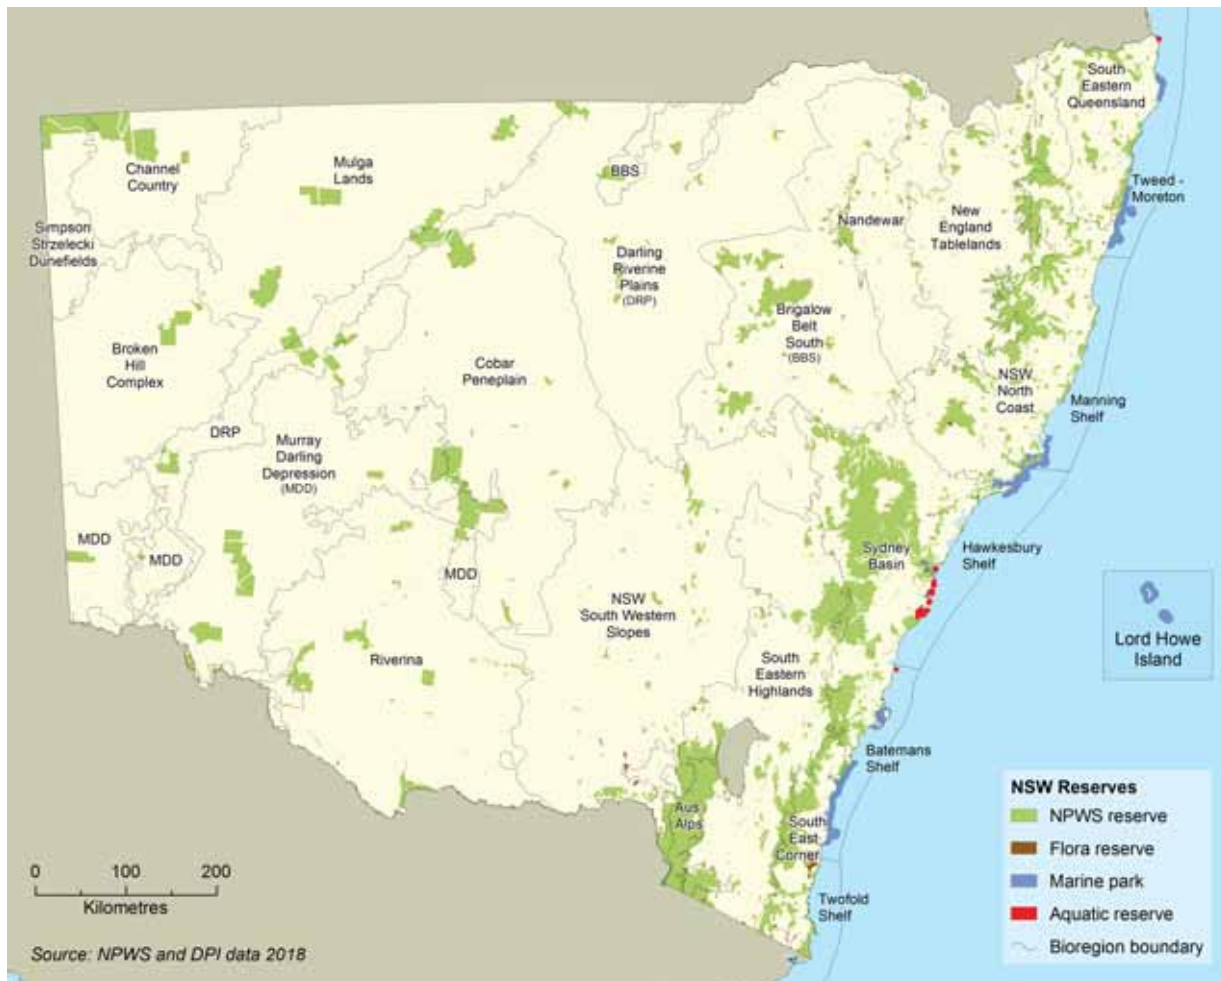 South
Eastern
Queensland
Channel
Country
Mulga
Lands
BBS
Tweed -
Moreton
Simpson
Strzelecki
Dunefields
Nandewar
New
England
Tablelands
Darling
Riverine
Plains
(DRP)
Brigalow
Belt
South
(BBS)
Broken
Hill
Complex
Cobar
Peneplain
NSW
North
Coast
Manning
Shelf
DRP
Murray
Darling
Depression
(MDD)
MDD
MDD
MDD
Sydney
Basin
Hawkesbury
Shelf
NSW
South Western
Slopes
Lord Howe
Island
Riverina
South
Eastern
Highlands
Batemans
Shelf
Aus
Alps
South
East
Corner
Twofold
Shelf
NSW Reserves
NPWS reserve
Flora reserve
Marine park
Aquatic reserve
Bioregion boundary
0 100 200
Kilometres
Source: NPWS and DPI data 2018